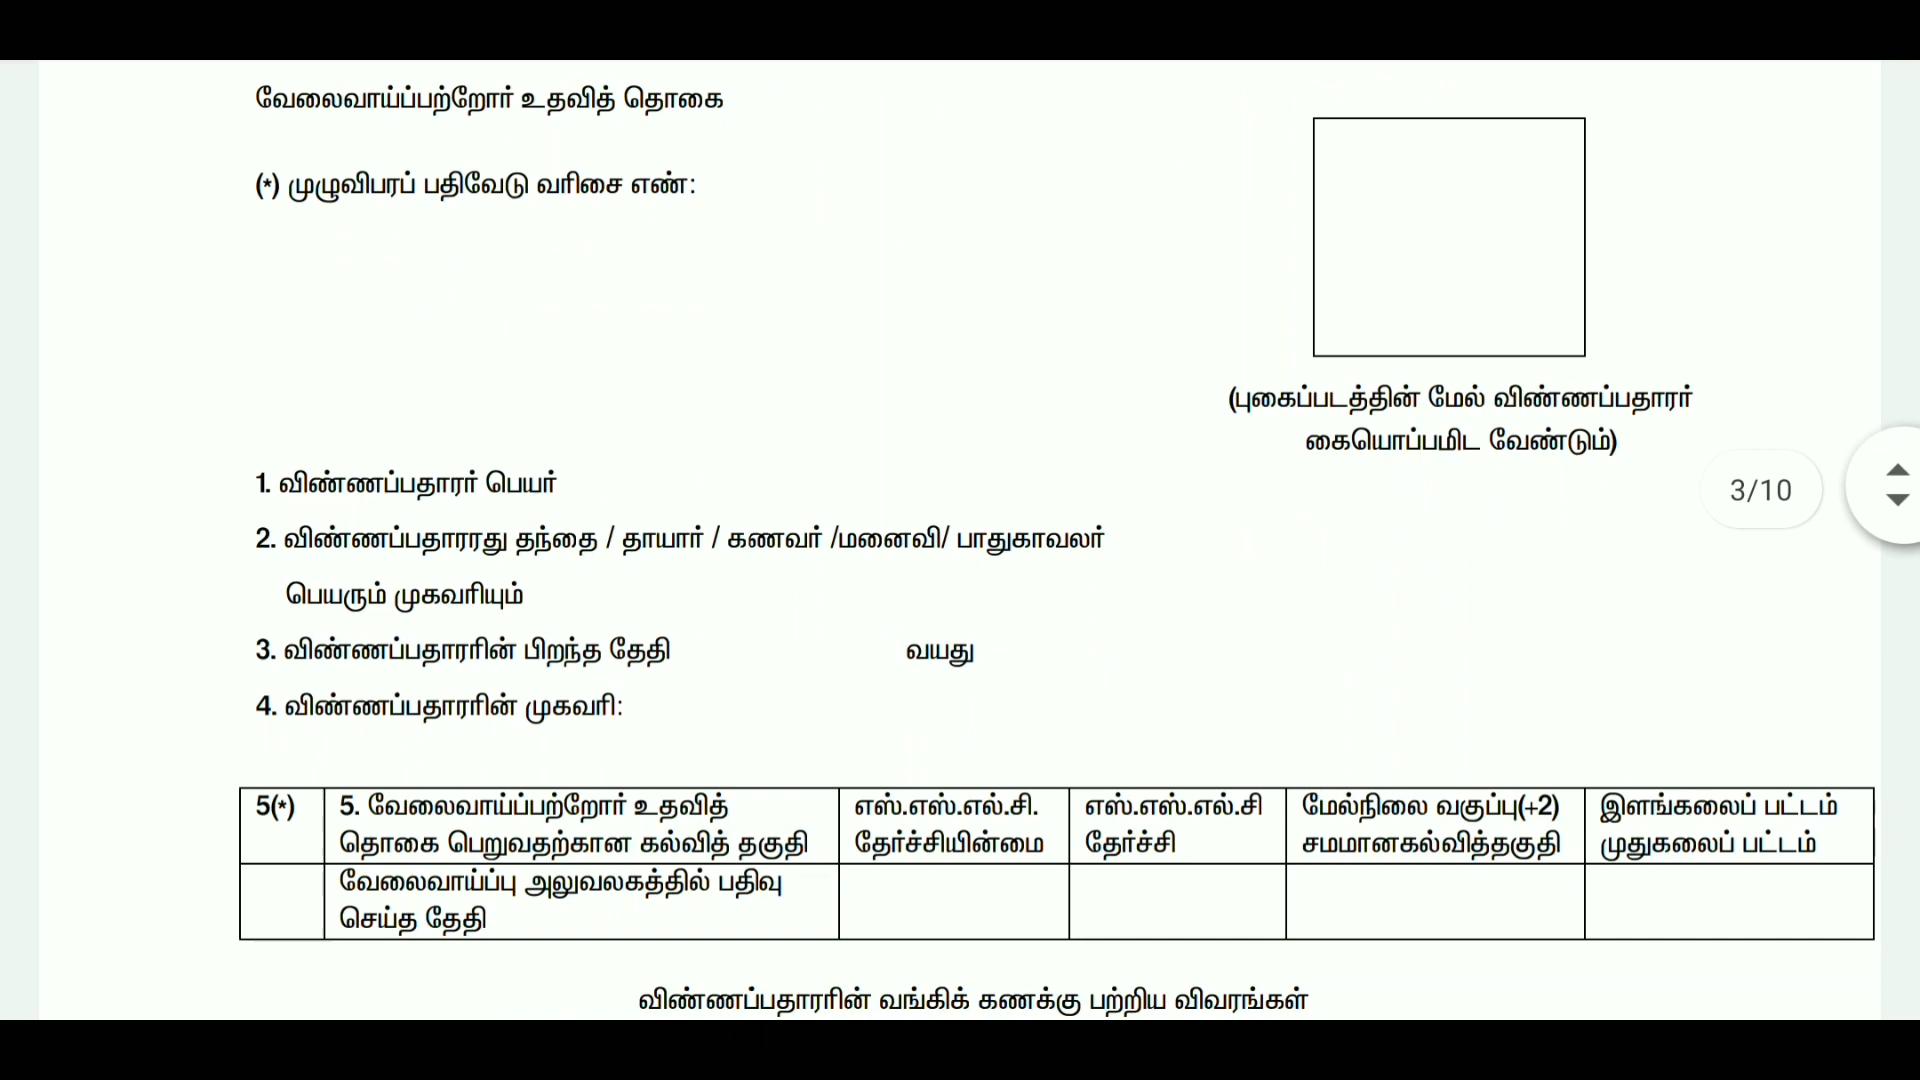 வேலைவாய்ப்பற்றோர் உதவித் தொகை
(*) முழுவிபரப் பதிவேடு வரிசை எண்:
(புகைப்படத்தின் மேல் விண்ணப்பதாரர்
கையொப்பமிட வேண்டும்)
1. விண்ணப்பதாரர் பெயர்
3/10
2. விண்ணப்பதாரரது தந்தை / தாயார் / கணவர் /மனைவி/ பாதுகாவலர்
பெயரும் முகவரியும்
3. விண்ணப்பதாரரின் பிறந்த தேதி வயது
4. விண்ணப்பதாரரின் முகவரி:
5(*) 5. வேலைவாய்ப்பற்றோர் உதவித் எஸ்.எஸ்.எல்.சி. எஸ்.எஸ்.எல்.சி மேல்நிலை வகுப்பு(+2) இளங்கலைப் பட்டம்
தொகை பெறுவதற்கான கல்வித் தகுதி தேர்ச்சியின்மை தேர்ச்சி சமமானகல்வித்தகுதி முதுகலைப் பட்டம்
வேலைவாய்ப்பு அலுவலகத்தில் பதிவு
செய்த தேதி
விண்ணப்பதாரரின் வங்கிக் கணக்கு பற்றிய விவரங்கள்